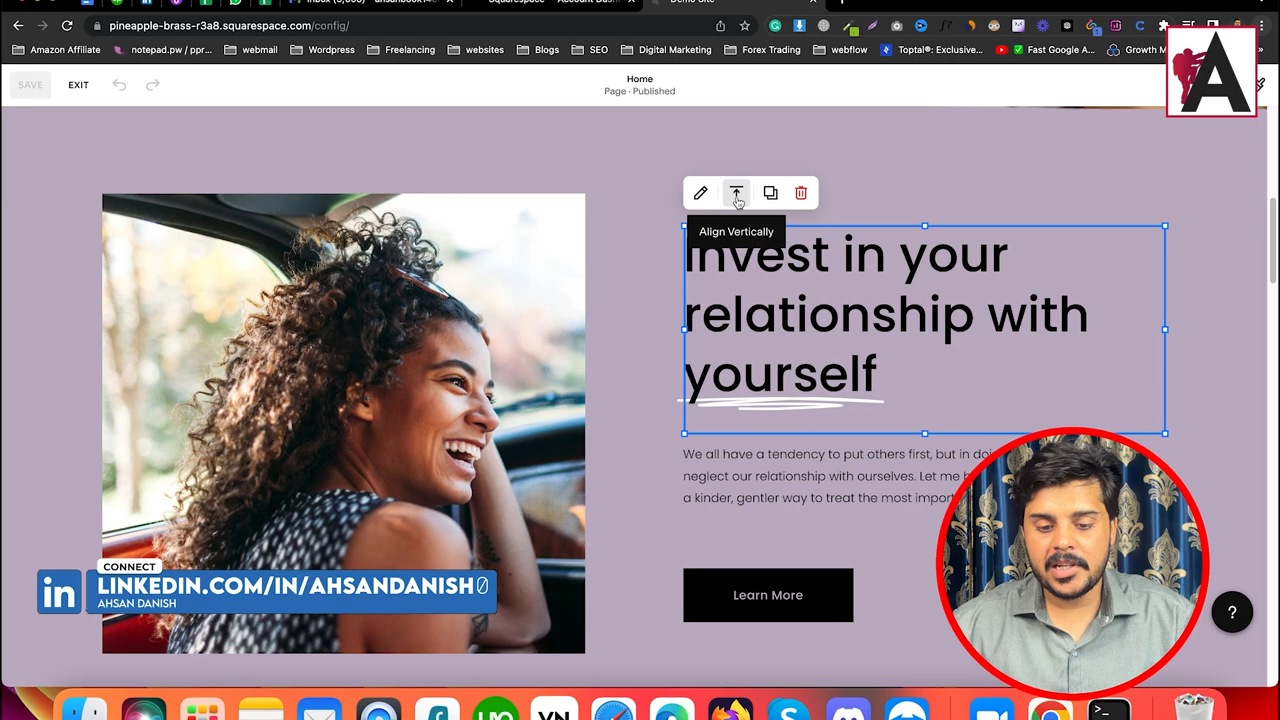 pineapple-brass-r3a8.squarespace.com/config/
Amazon Affiliate
notepad.pw / ppr...
webmail
Wordpress
Freelancing
websites
Blogs
SEO
Digital Marketing
Forex Trading
webflow
Toptal®: Exclusive...
Fast Google A...
Growth M
A
SAVE
EXIT
Home
Page · Published
Align Vertically
Invest in your
relationship with
yourself
We all have a tendency to put others first, but in doi
neglect our relationship with ourselves. Let me
a kinder, gentler way to treat the most
Learn More
CONNECT
in
LINKEDIN.COM/IN/AHSANDANISH0
AHSAN DANISH
?